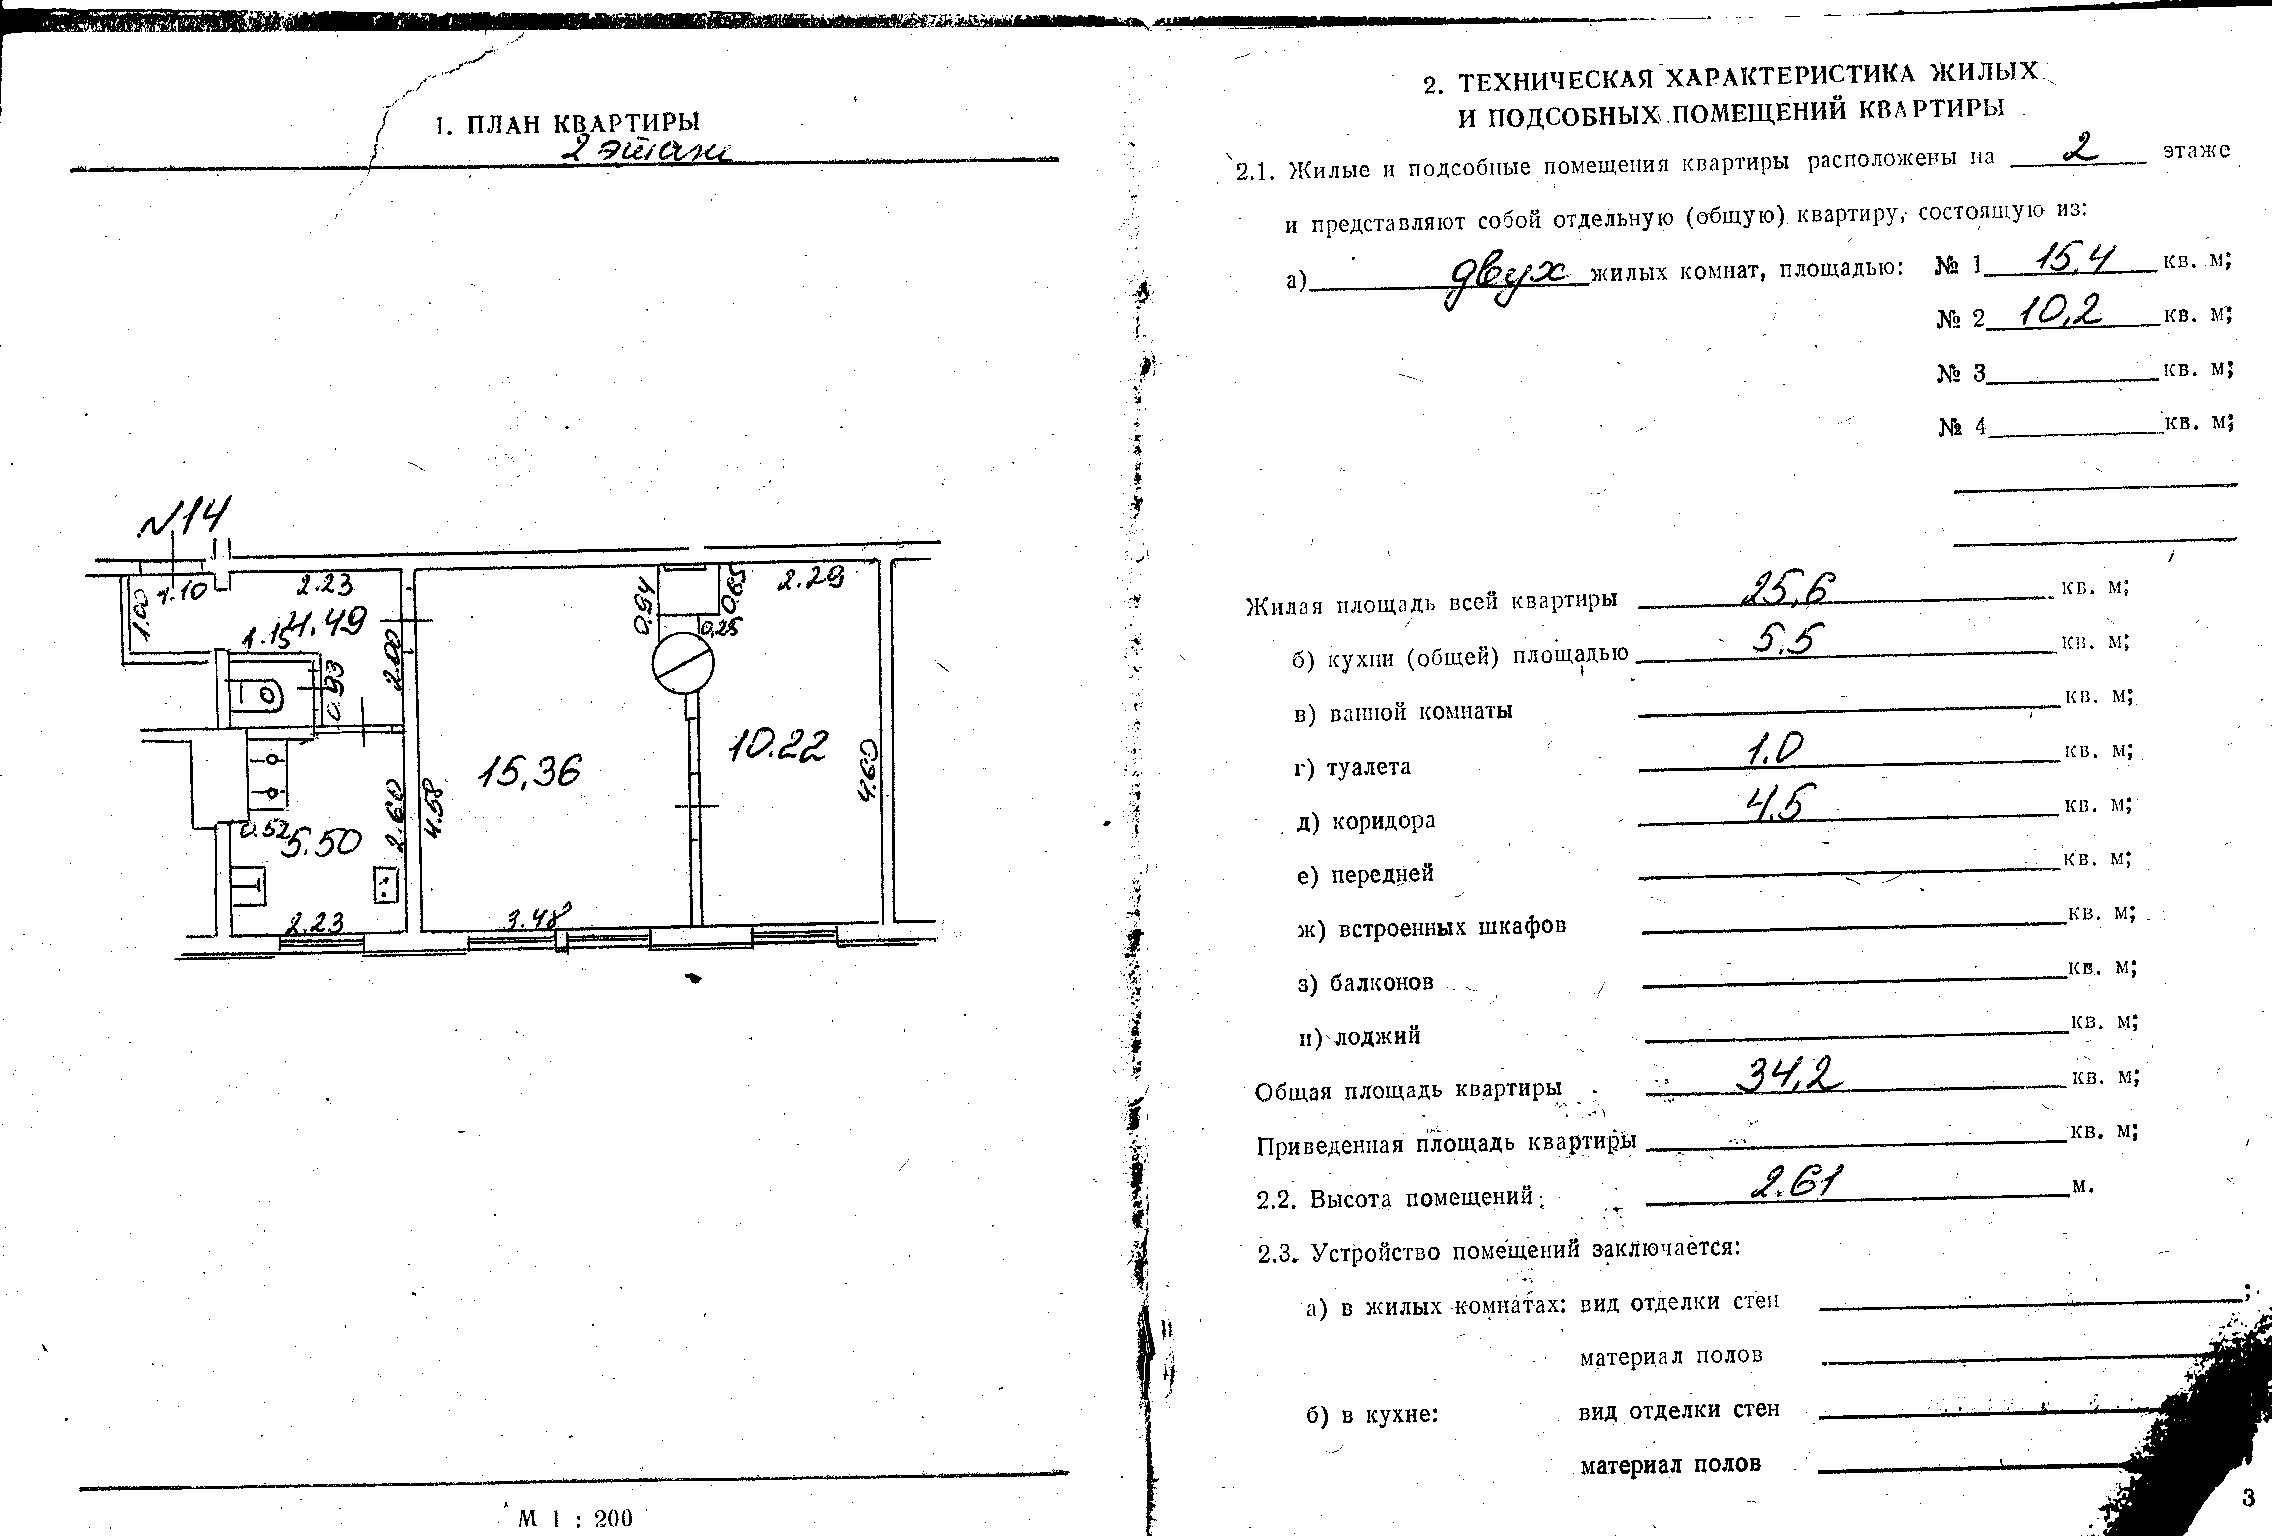 1. ПЛАН КВАРТИРЫ
2 этаж
N.14
1.10
2.23
1.00
4.49
1.15
2.00
0.93
0,94
0.65
0,25
2.29
15,36
10.22
4.60
4.58
2.60
0.52
5.50
2.23
3.48
М 1 : 200
2. ТЕХНИЧЕСКАЯ ХАРАКТЕРИСТИКА ЖИЛЫХ
И ПОДСОБНЫХ ПОМЕЩЕНИЙ КВАРТИРЫ
2.1. Жилые и подсобные помещения квартиры расположены на 2 этаже
и представляют собой отдельную (общую) квартиру, состоящую из:
а) двух жилых комнат, площадью: № 1 15,4 кв. м;
№ 2 10,2 кв. м;
№ 3 кв. м;
№ 4 кв. м;
Жилая площадь всей квартиры 25,6 кв. м;
б) кухни (общей) площадью 5.5 кв. м;
в) ванной комнаты кв. м;
г) туалета 1.0 кв. м;
д) коридора 4.5 кв. м;
е) передней кв. м;
ж) встроенных шкафов кв. м;
з) балконов кв. м;
и) лоджий кв. м;
Общая площадь квартиры 34,2 кв. м;
Приведенная площадь квартиры кв. м;
2.2. Высота помещений: 2.61 м.
2.3. Устройство помещений заключается:
а) в жилых комнатах: вид отделки стен ;
материал полов
б) в кухне: вид отделки стен
материал полов
3